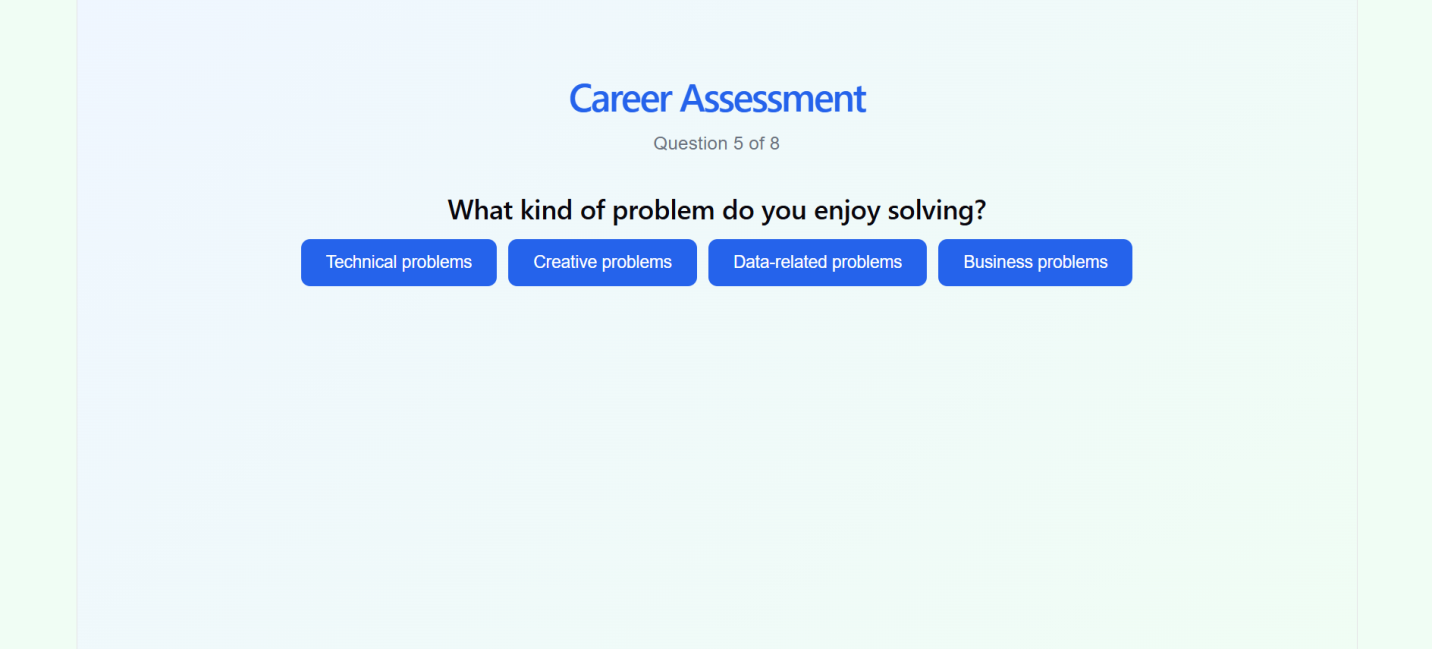 Career Assessment
Question 5 of 8
What kind of problem do you enjoy solving?
Technical problems Creative problems Data-related problems Business problems